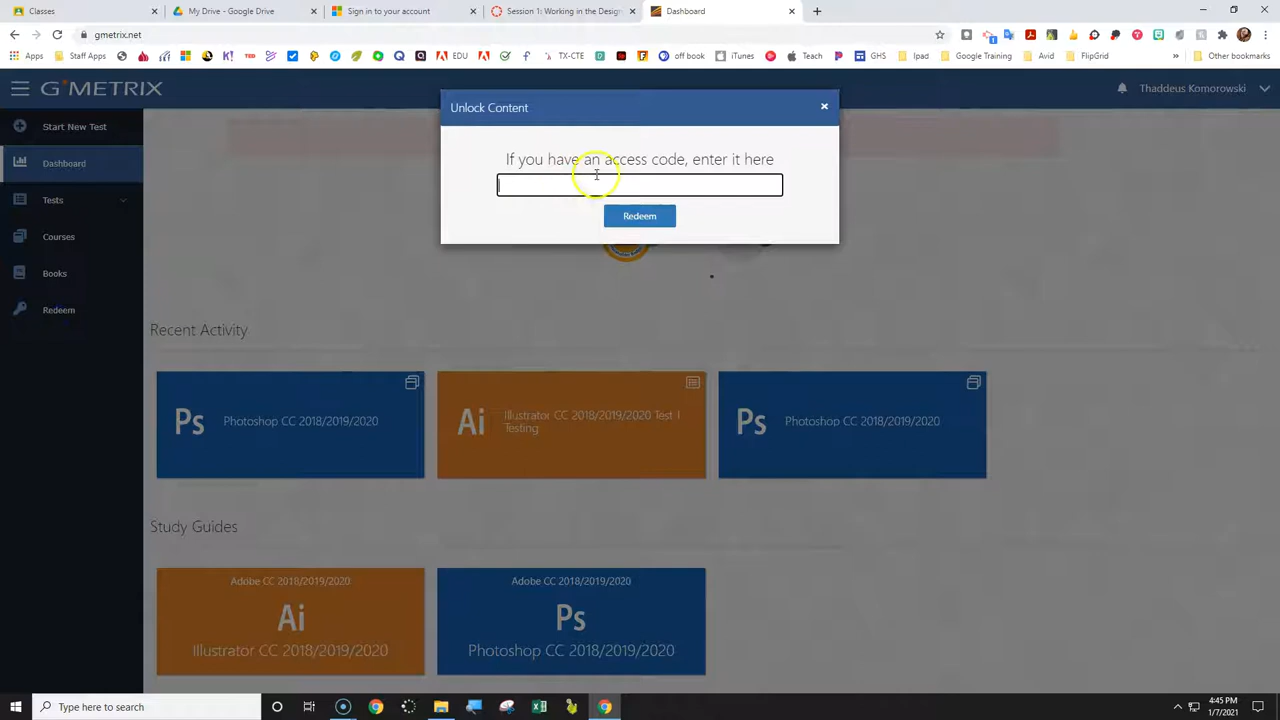 Classes
My Drive - Google Drive
Sign in to your account
Session 1: Working in the Desig
Dashboard
gmetrix.net
Apps
Staff Apps
EDU
TX-CTE
off book
iTunes
Teach
GHS
Ipad
Google Training
Avid
FlipGrid
Other bookmarks
G METRIX
Thaddeus Komorowski
Start New Test
Dashboard
Tests
Courses
Books
Redeem
Unlock Content
If you have an access code, enter it here
Redeem
Recent Activity
Ps Photoshop CC 2018/2019/2020
Ai Illustrator CC 2018/2019/2020 Test 1
Testing
Ps Photoshop CC 2018/2019/2020
Study Guides
Adobe CC 2018/2019/2020
Ai
Illustrator CC 2018/2019/2020
Adobe CC 2018/2019/2020
Ps
Photoshop CC 2018/2019/2020
Type here to search
4:45 PM
1/7/2021